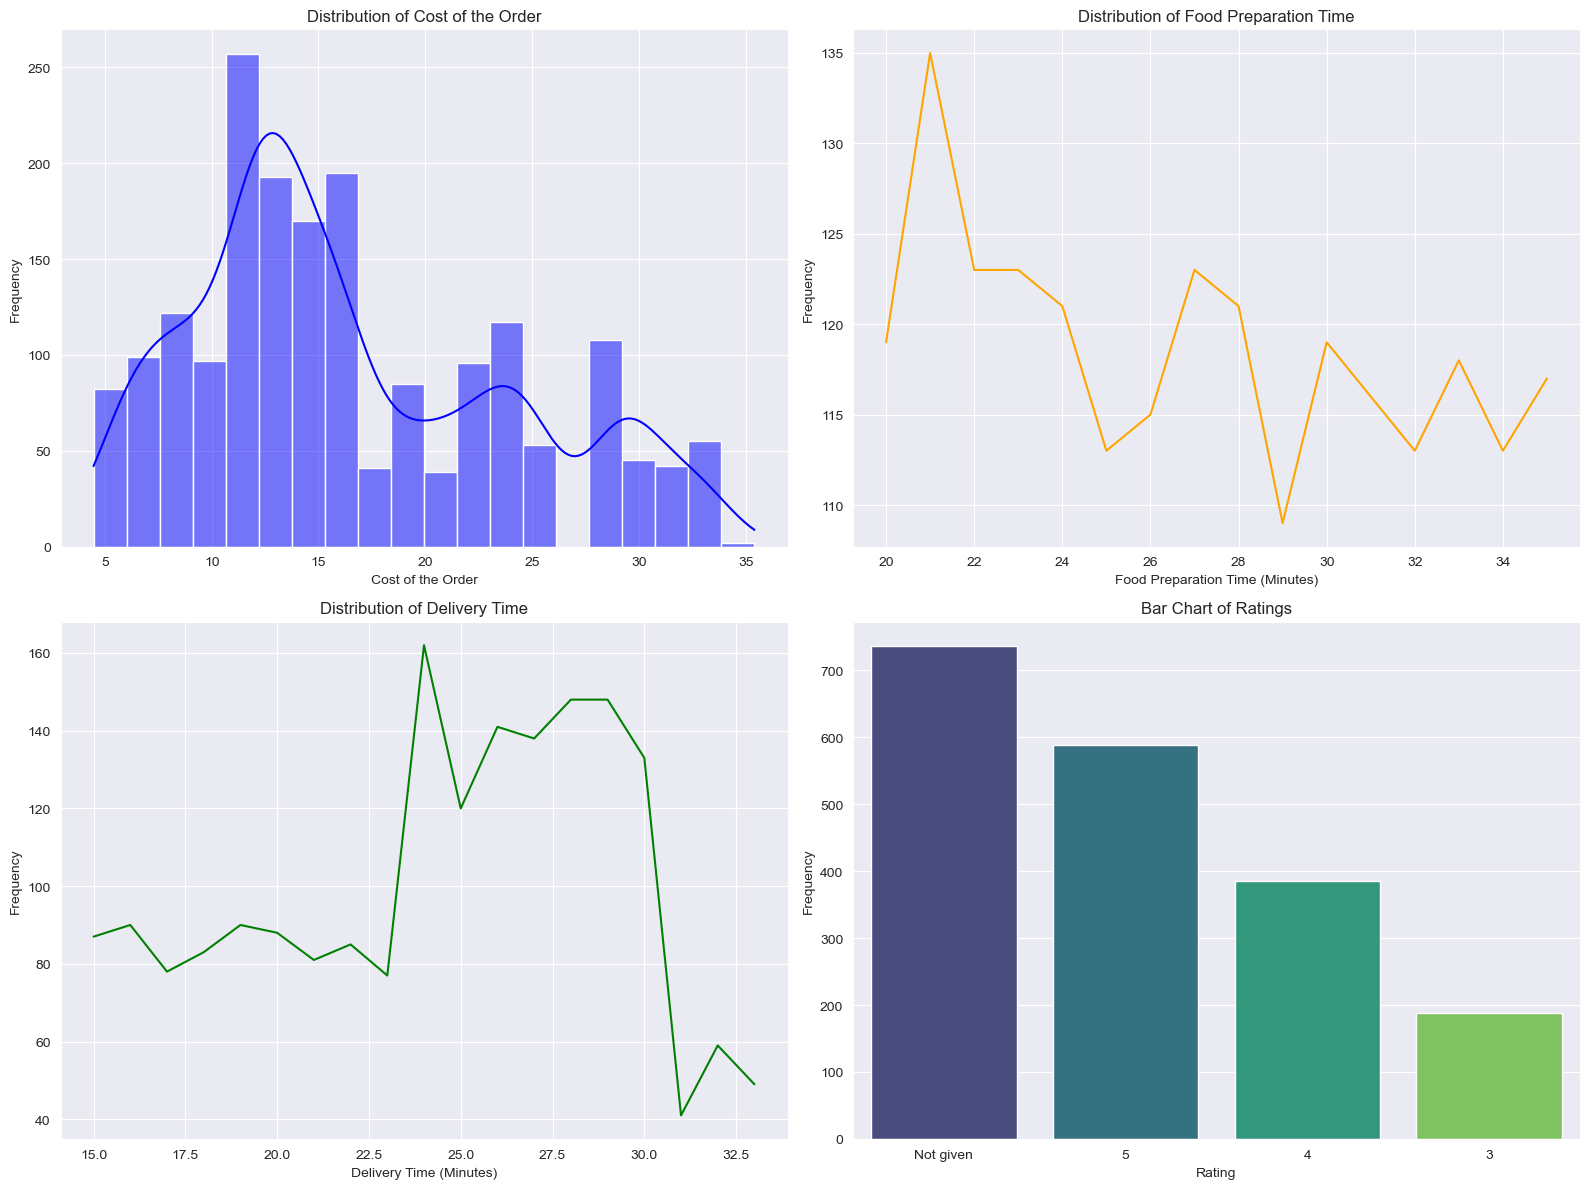 Distribution of Cost of the Order
Frequency
250
200
150
100
50
0
5 10 15 20 25 30 35
Cost of the Order
Distribution of Food Preparation Time
Frequency
135
130
125
120
115
110
20 22 24 26 28 30 32 34
Food Preparation Time (Minutes)
Distribution of Delivery Time
Frequency
160
140
120
100
80
60
40
15.0 17.5 20.0 22.5 25.0 27.5 30.0 32.5
Delivery Time (Minutes)
Bar Chart of Ratings
Frequency
700
600
500
400
300
200
100
0
Not given 5 4 3
Rating